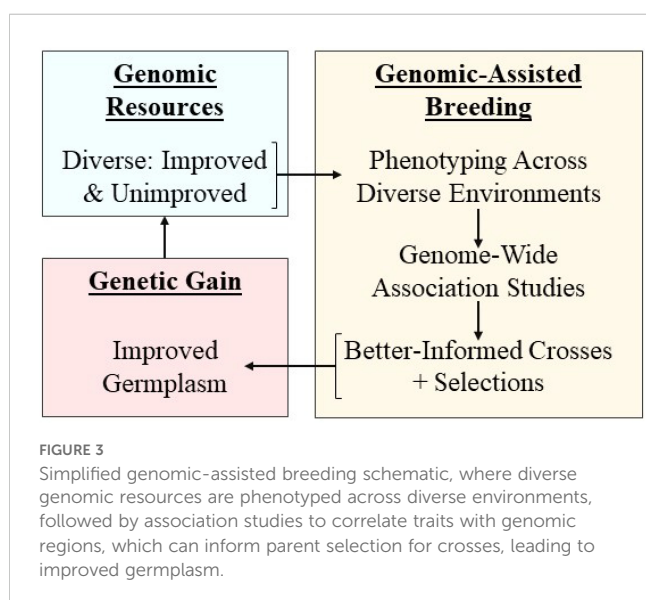 Genomic
Resources
Diverse: Improved
& Unimproved
Genomic-Assisted
Breeding
Phenotyping Across
Diverse Environments
Genome-Wide
Association Studies
Better-Informed Crosses
+ Selections
Genetic Gain
Improved
Germplasm
FIGURE 3
Simplified genomic-assisted breeding schematic, where diverse
genomic resources are phenotyped across diverse environments,
followed by association studies to correlate traits with genomic
regions, which can inform parent selection for crosses, leading to
improved germplasm.